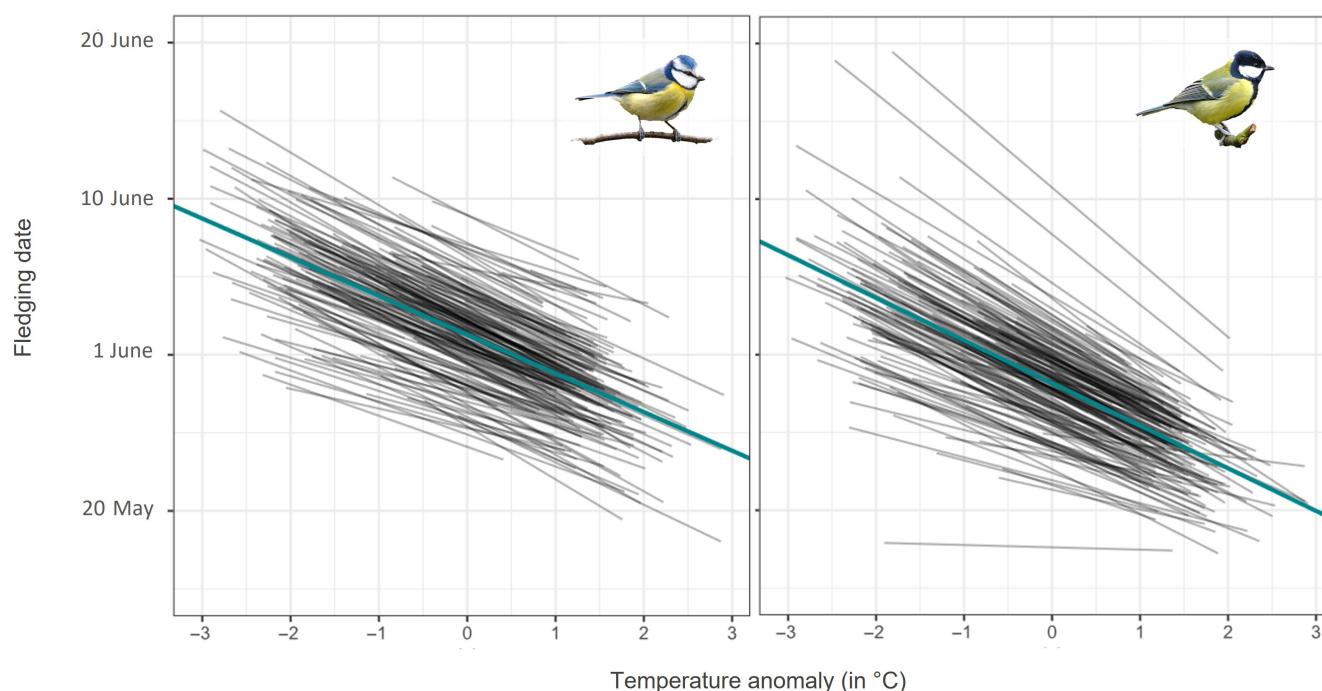 20 June
10 June
1 June
20 May
Fledging date
−3 −2 −1 0 1 2 3
−3 −2 −1 0 1 2 3
Temperature anomaly (in °C)